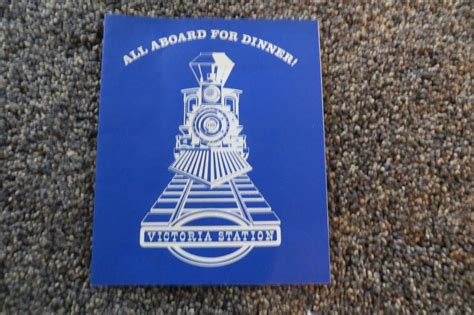 ALL ABOARD FOR DINNER!
VICTORIA STATION